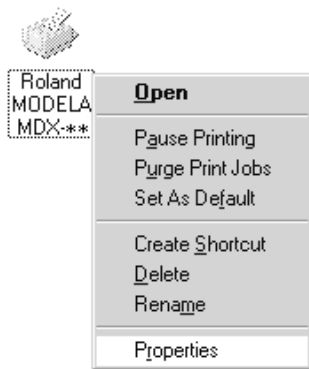 Roland
MODELA
MDX-**
Open
Pause Printing
Purge Print Jobs
Set As Default
Create Shortcut
Delete
Rename
Properties